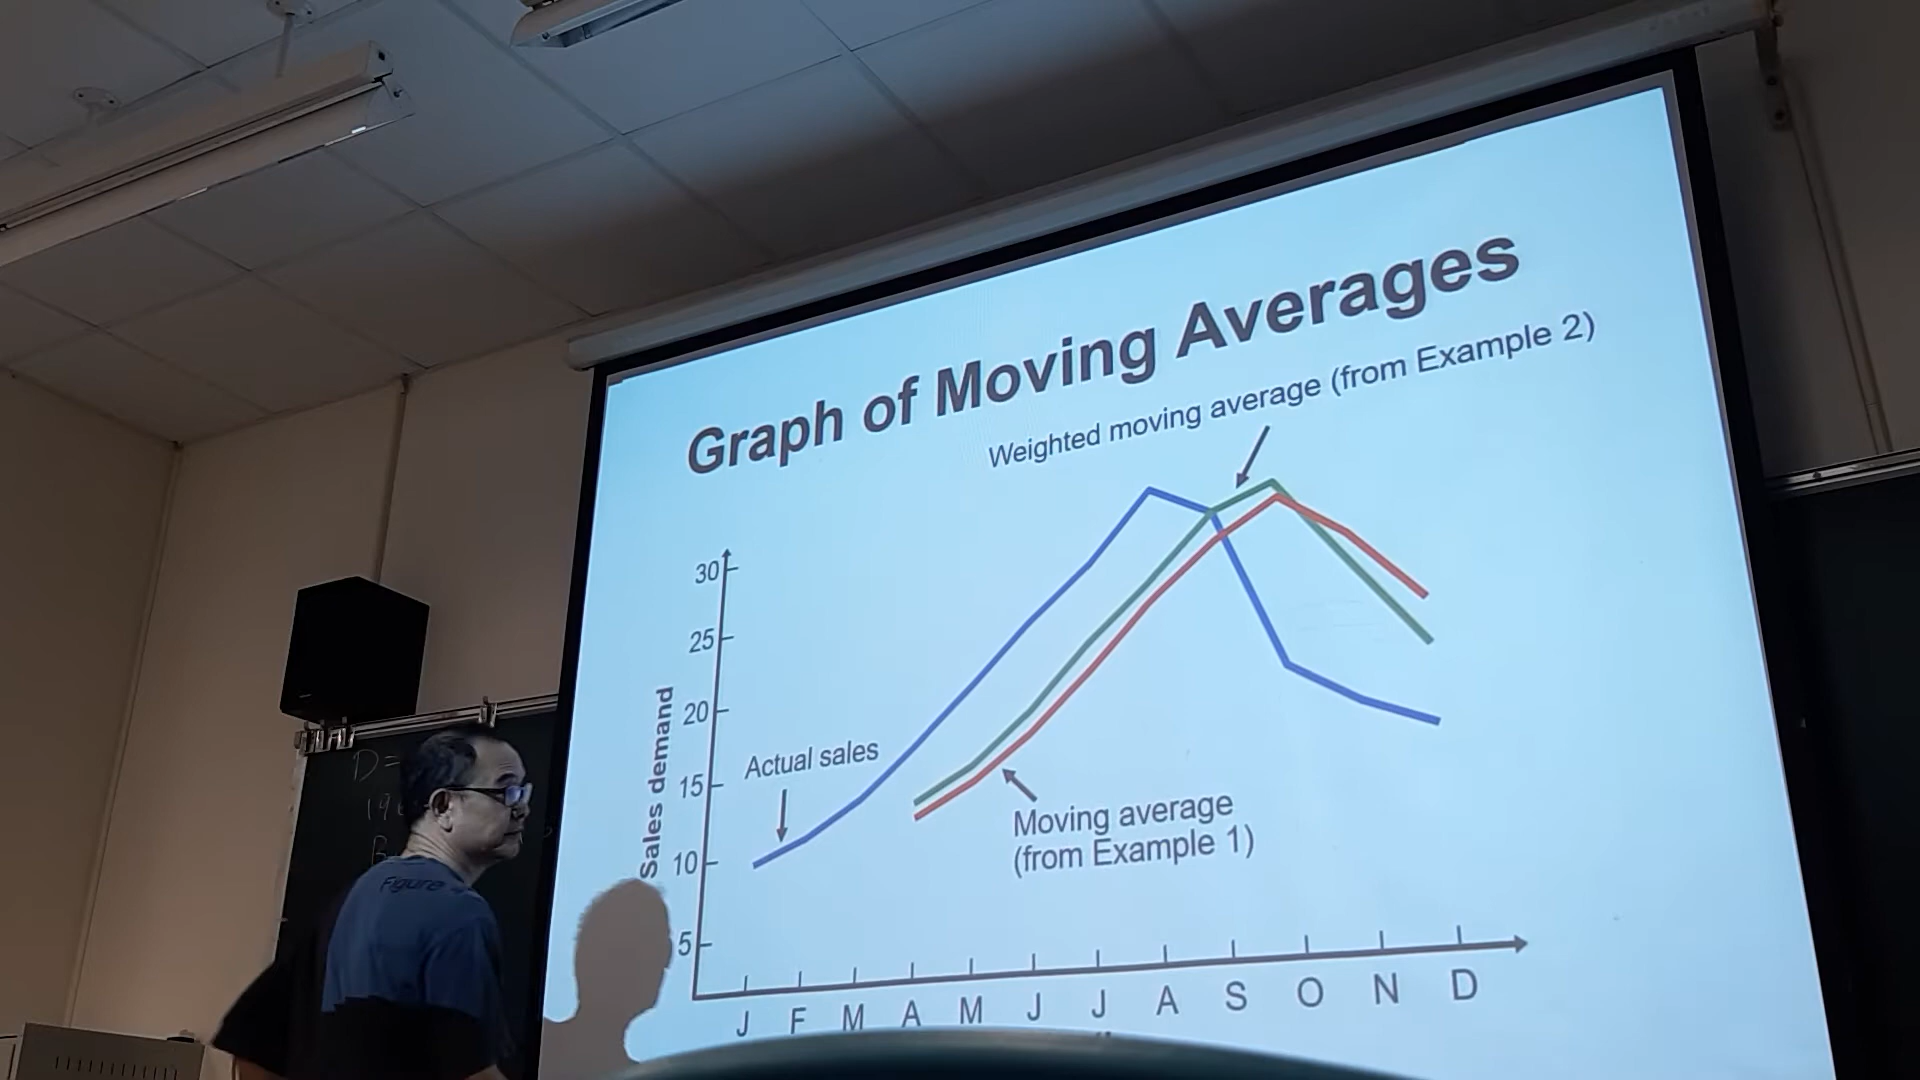 Graph of Moving Averages
Weighted moving average (from Example 2)
30
25
20
15
10
5
Sales demand
Actual sales
Moving average
(from Example 1)
J F M A M J J A S O N D
D=
Figure